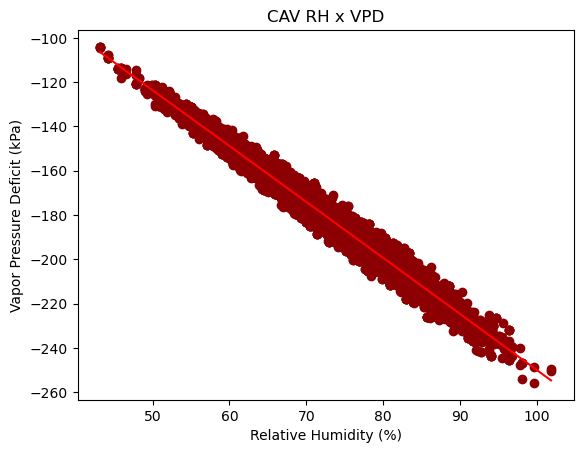 CAV RH x VPD
Vapor Pressure Deficit (kPa)
−100
−120
−140
−160
−180
−200
−220
−240
−260
50 60 70 80 90 100
Relative Humidity (%)